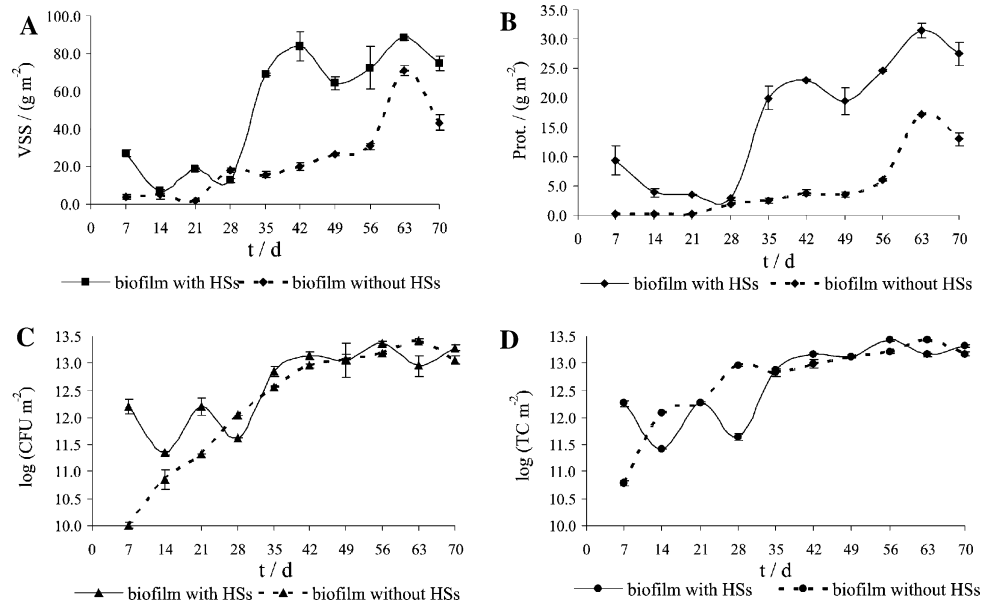 A
VSS / (g m-2)
100.0
80.0
60.0
40.0
20.0
0.0
0 7 14 21 28 35 42 49 56 63 70
t / d
biofilm with HSs biofilm without HSs
B
Prot. / (g m-2)
35.0
30.0
25.0
20.0
15.0
10.0
5.0
0.0
0 7 14 21 28 35 42 49 56 63 70
t / d
biofilm with HSs biofilm without HSs
C
log (CFU m-2)
13.5
13.0
12.5
12.0
11.5
11.0
10.5
10.0
0 7 14 21 28 35 42 49 56 63 70
t / d
biofilm with HSs biofilm without HSs
D
log (TC m-2)
13.5
13.0
12.5
12.0
11.5
11.0
10.5
10.0
0 7 14 21 28 35 42 49 56 63 70
t / d
biofilm with HSs biofilm without HSs